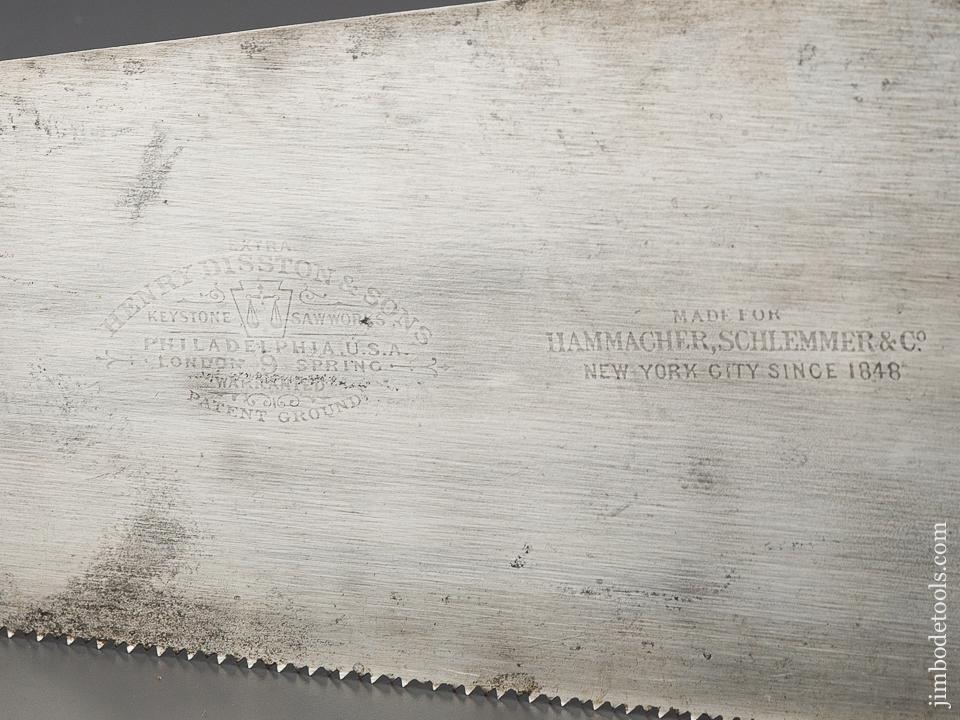 EXTRA
HENRY DISSTON & SONS
KEYSTONE SAW WORKS
PHILADELPHIA.U.S.A.
LONDON 9 SPRING
WARRANTED
PATENT GROUND
MADE FOR
HAMMACHER, SCHLEMMER & Cº
NEW YORK CITY SINCE 1848
jimbodetools.com